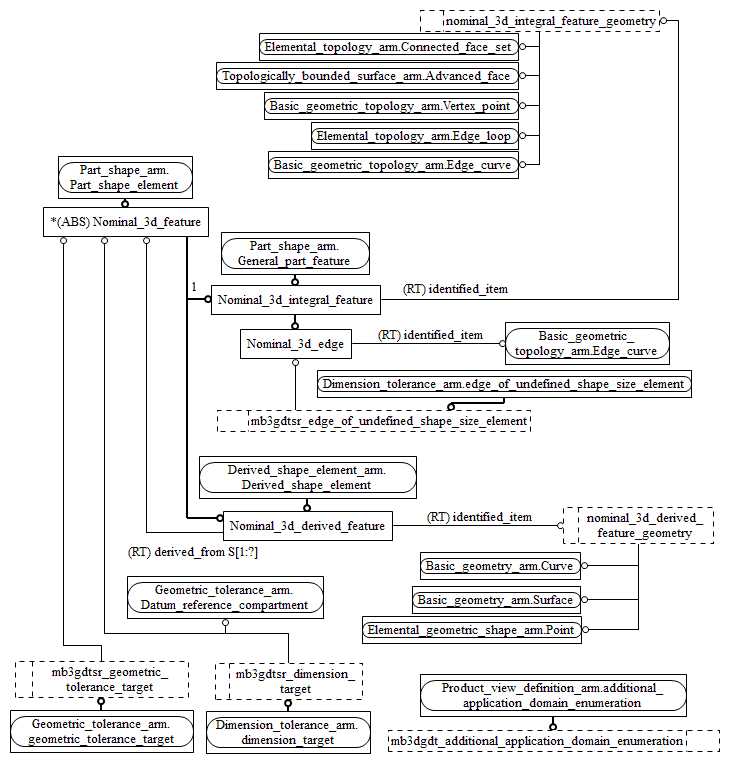 nominal_3d_integral_feature_geometry
Elemental_topology_arm.Connected_face_set
Topologically_bounded_surface_arm.Advanced_face
Basic_geometric_topology_arm.Vertex_point
Elemental_topology_arm.Edge_loop
Basic_geometric_topology_arm.Edge_curve
Part_shape_arm.
Part_shape_element
*(ABS) Nominal_3d_feature
Part_shape_arm.
General_part_feature
1
(RT) identified_item
Nominal_3d_integral_feature
(RT) identified_item
Nominal_3d_edge
Basic_geometric_
topology_arm.Edge_curve
Dimension_tolerance_arm.edge_of_undefined_shape_size_element
mb3gdtsr_edge_of_undefined_shape_size_element
Derived_shape_element_arm.
Derived_shape_element
(RT) identified_item
Nominal_3d_derived_feature
nominal_3d_derived_
feature_geometry
(RT) derived_from S[1:?]
Basic_geometry_arm.Curve
Basic_geometry_arm.Surface
Elemental_geometric_shape_arm.Point
Geometric_tolerance_arm.
Datum_reference_compartment
mb3gdtsr_geometric_
tolerance_target
mb3gdtsr_dimension_
target
Product_view_definition_arm.additional_
application_domain_enumeration
Geometric_tolerance_arm.
geometric_tolerance_target
Dimension_tolerance_arm.
dimension_target
mb3dgdt_additional_application_domain_enumeration